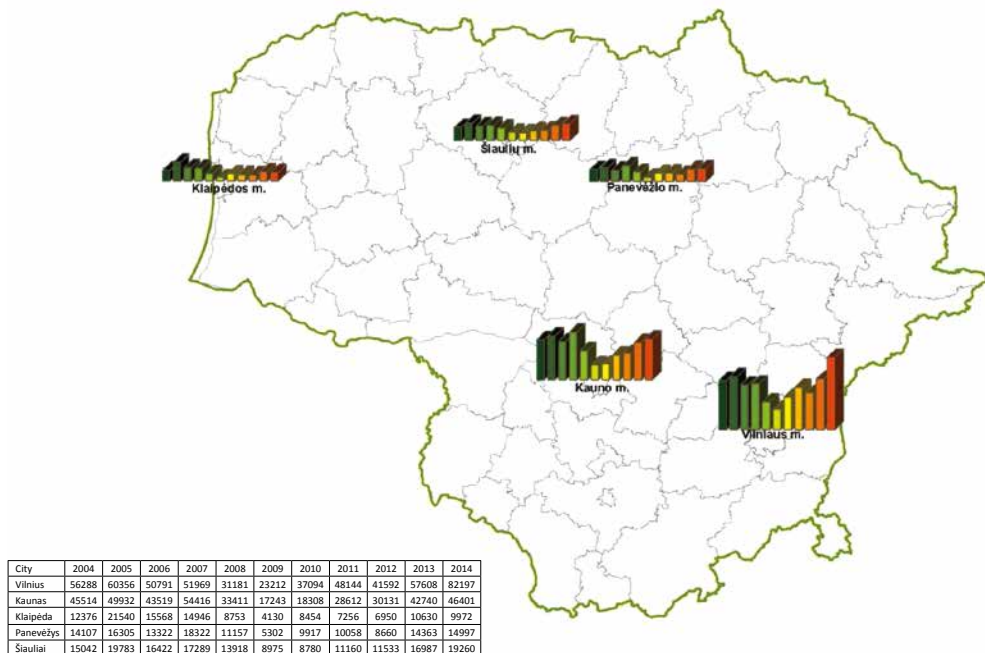 Šiaulių m.
Klaipėdos m.
Panevėžio m.
Kauno m.
Vilniaus m.
City 2004 2005 2006 2007 2008 2009 2010 2011 2012 2013 2014
Vilnius 56288 60356 50791 51969 31181 23212 37094 48144 41592 57608 82197
Kaunas 45514 49932 43519 54416 33411 17243 18308 28612 30131 42740 46401
Klaipėda 12376 21540 15568 14946 8753 4130 8454 7256 6950 10630 9972
Panevėžys 14107 16305 13322 18322 11157 5302 9917 10058 8660 14363 14997
Šiauliai 15042 19783 16422 17289 13918 8975 8780 11160 11533 16987 19260